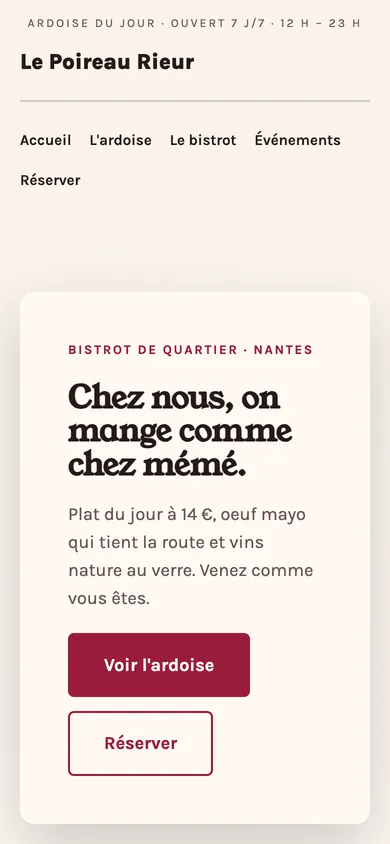 ARDOISE DU JOUR · OUVERT 7 J/7 · 12 H – 23 H
Le Poireau Rieur
Accueil L'ardoise Le bistrot Événements
Réserver
BISTROT DE QUARTIER · NANTES
Chez nous, on
mange comme
chez mémé.
Plat du jour à 14 €, oeuf mayo
qui tient la route et vins
nature au verre. Venez comme
vous êtes.
Voir l'ardoise
Réserver